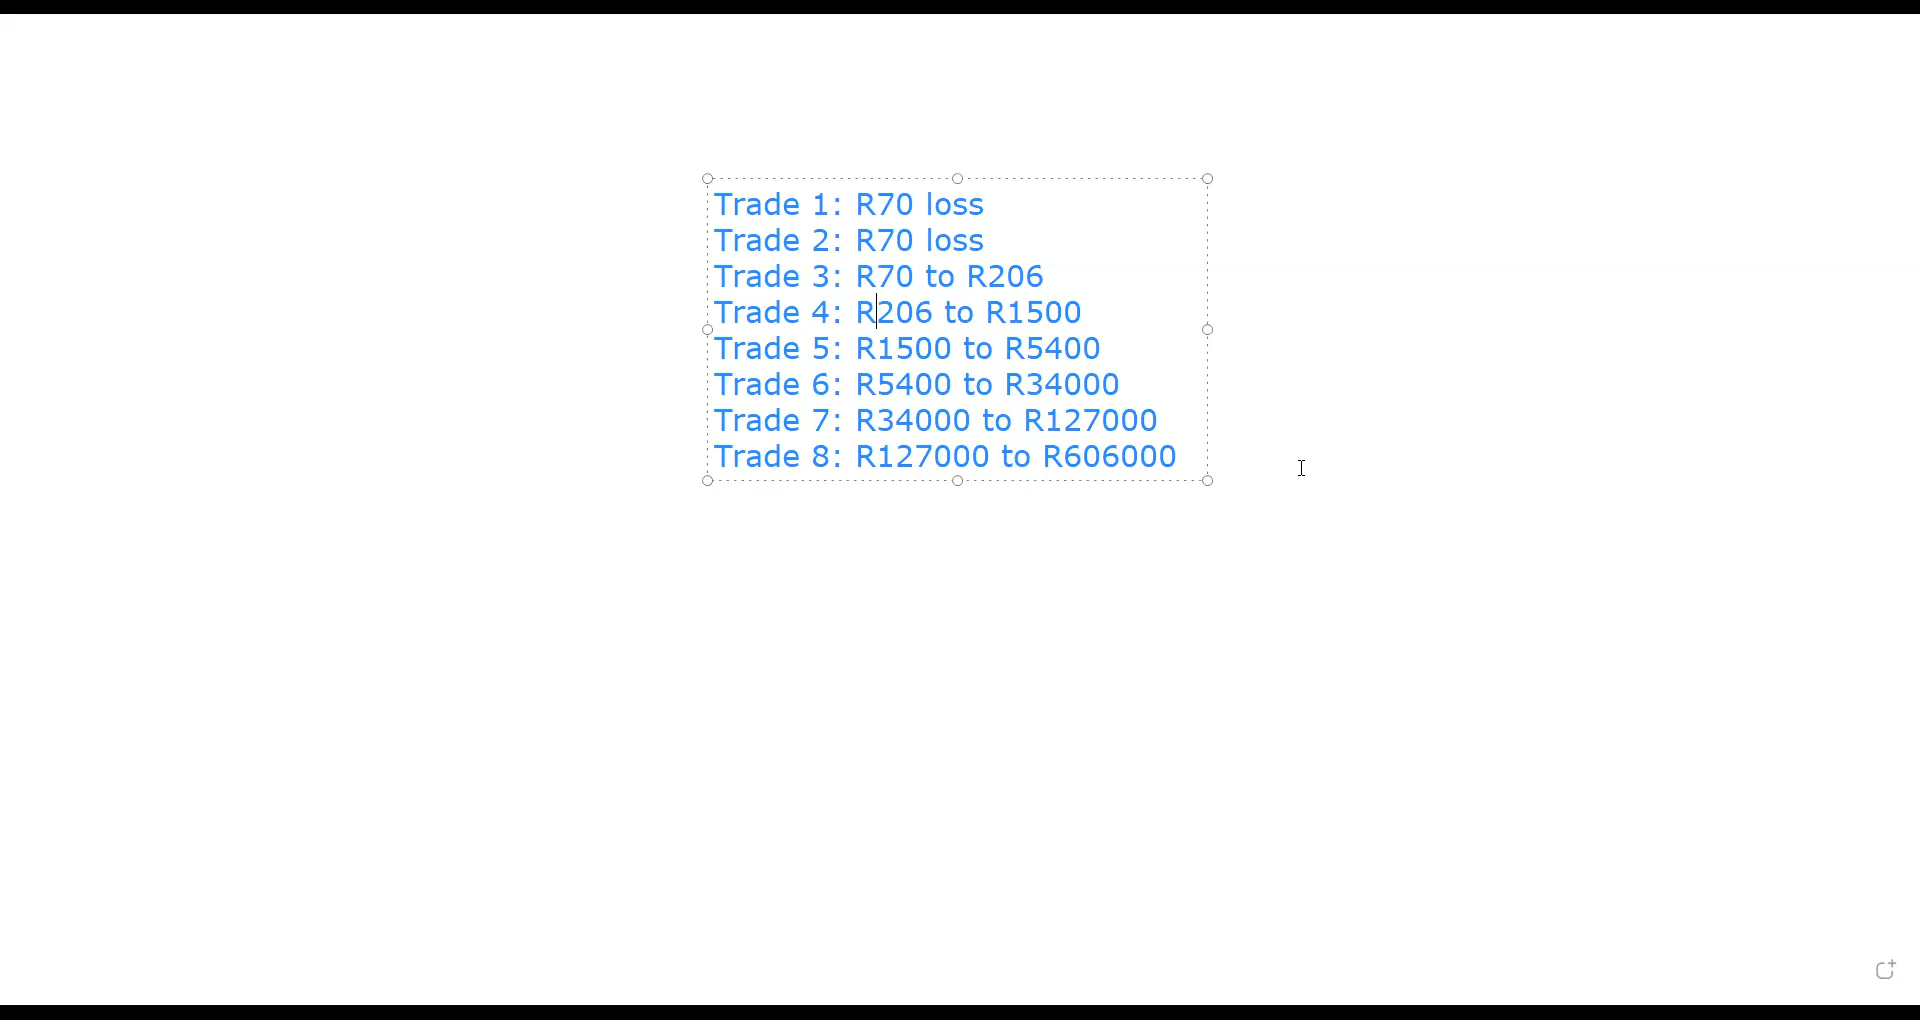 Trade 1: R70 loss
Trade 2: R70 loss
Trade 3: R70 to R206
Trade 4: R206 to R1500
Trade 5: R1500 to R5400
Trade 6: R5400 to R34000
Trade 7: R34000 to R127000
Trade 8: R127000 to R606000